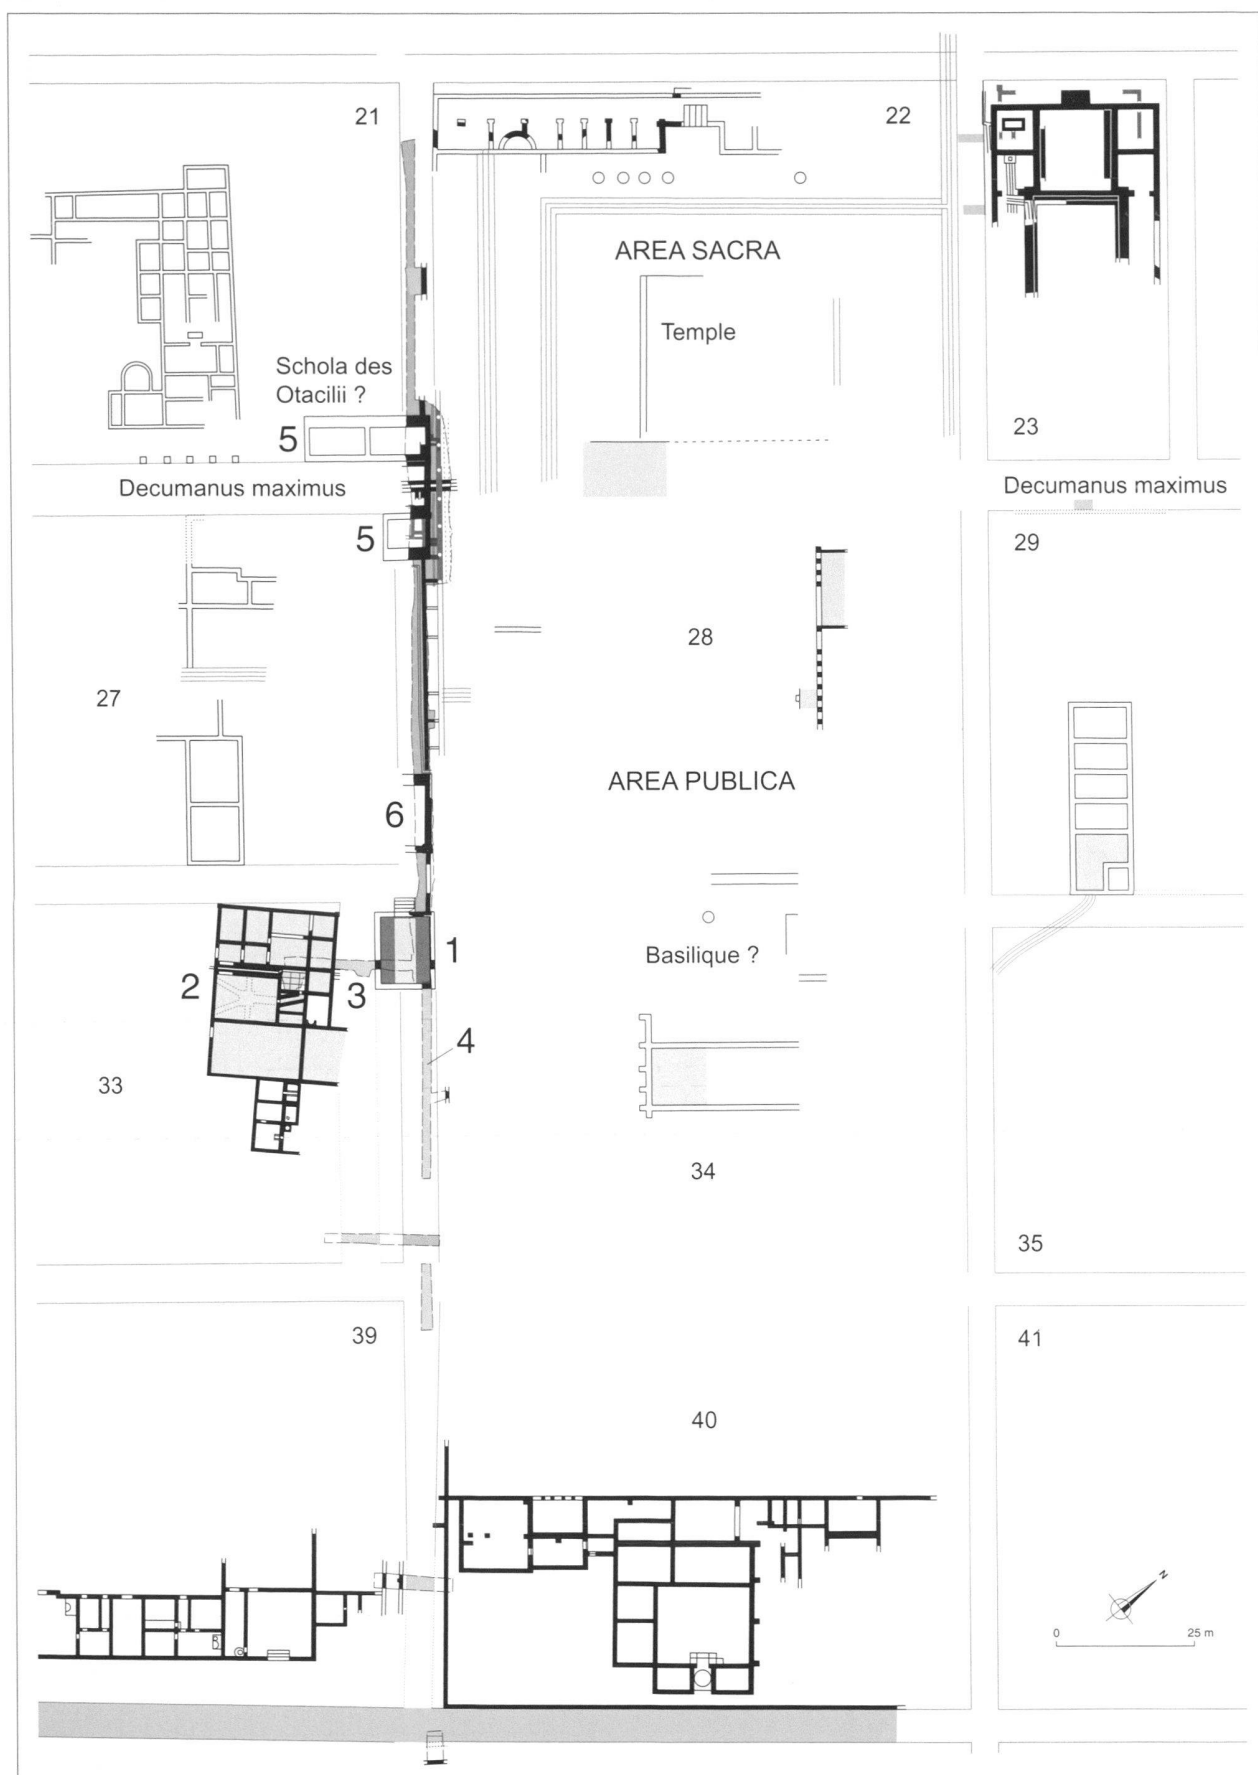 21
22
AREA SACRA
Temple
Schola des
Otacilii ?
5
23
Decumanus maximus
Decumanus maximus
5
29
28
27
AREA PUBLICA
6
1
Basilique ?
2
3
4
33
34
35
39
41
40
N
0 25 m